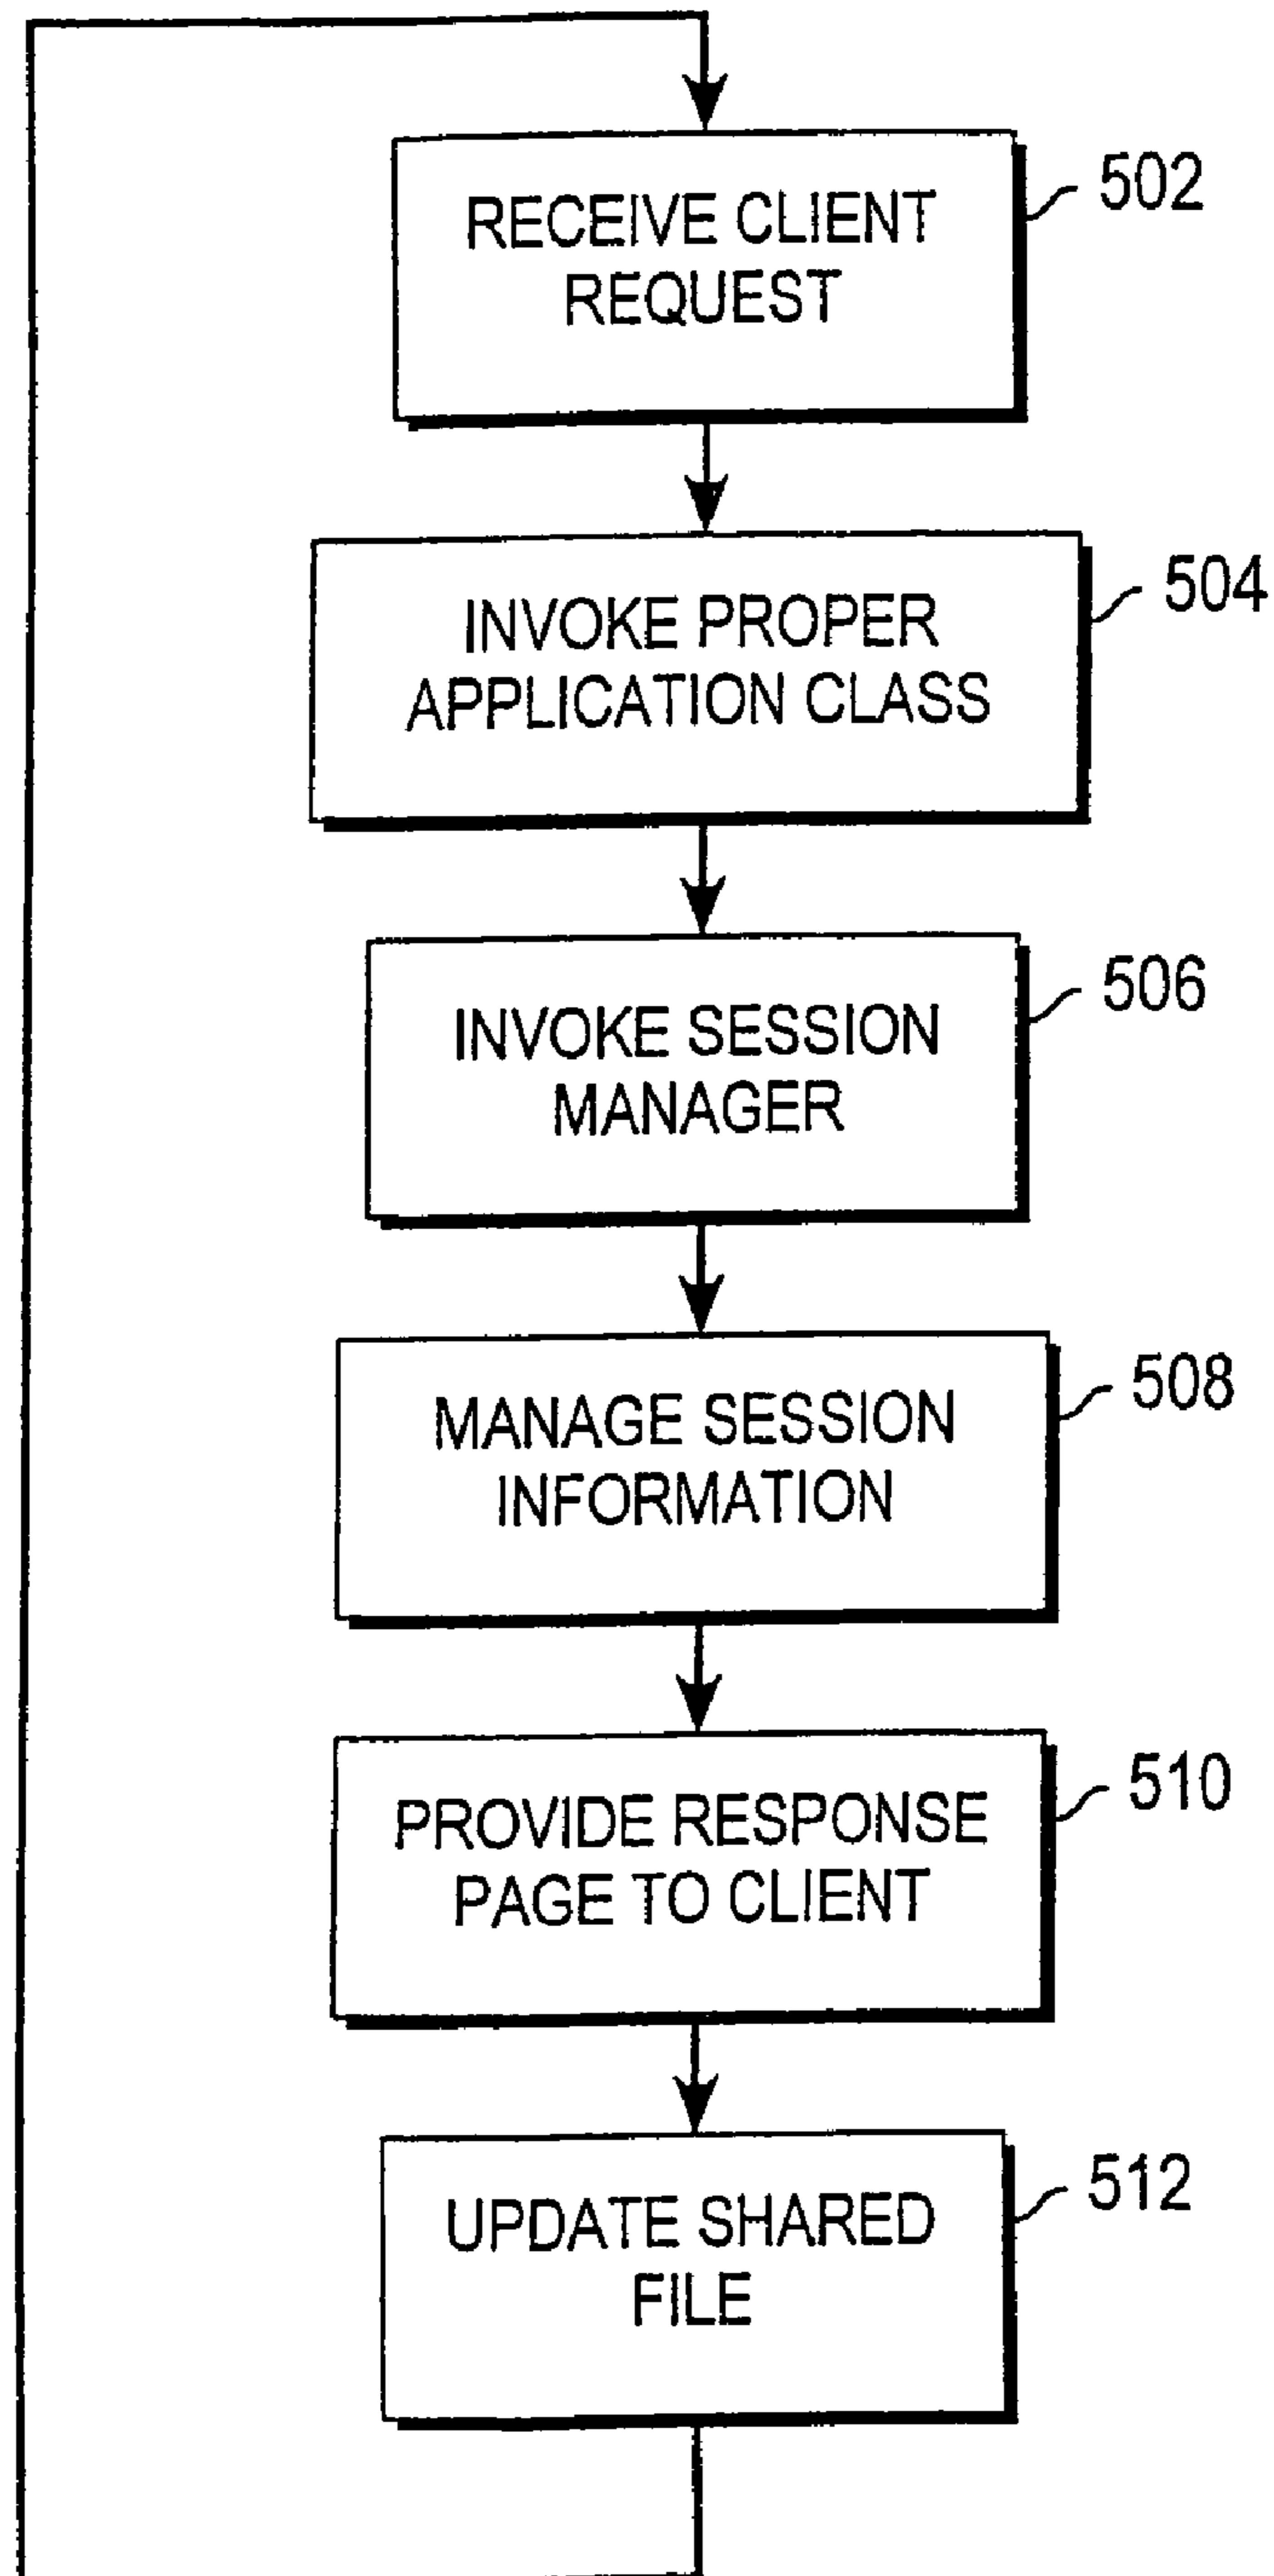 RECEIVE CLIENT
REQUEST
502
INVOKE PROPER
APPLICATION CLASS
504
INVOKE SESSION
MANAGER
506
MANAGE SESSION
INFORMATION
508
PROVIDE RESPONSE
PAGE TO CLIENT
510
UPDATE SHARED
FILE
512